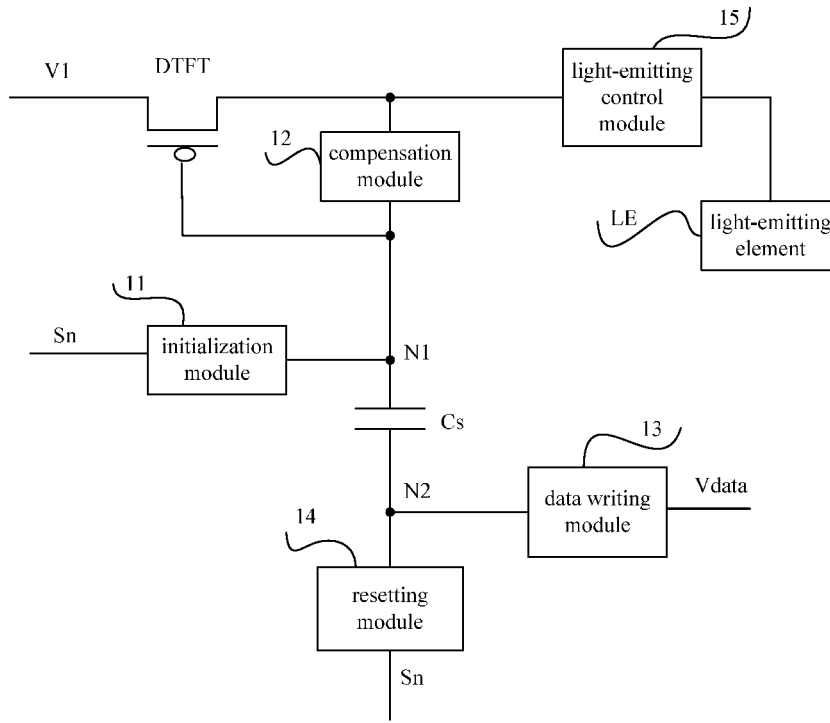 15
V1
DTFT
light-emitting
control
module
12
compensation
module
LE
light-emitting
element
11
Sn
initialization
module
N1
Cs
13
N2
data writing
module
Vdata
14
resetting
module
Sn